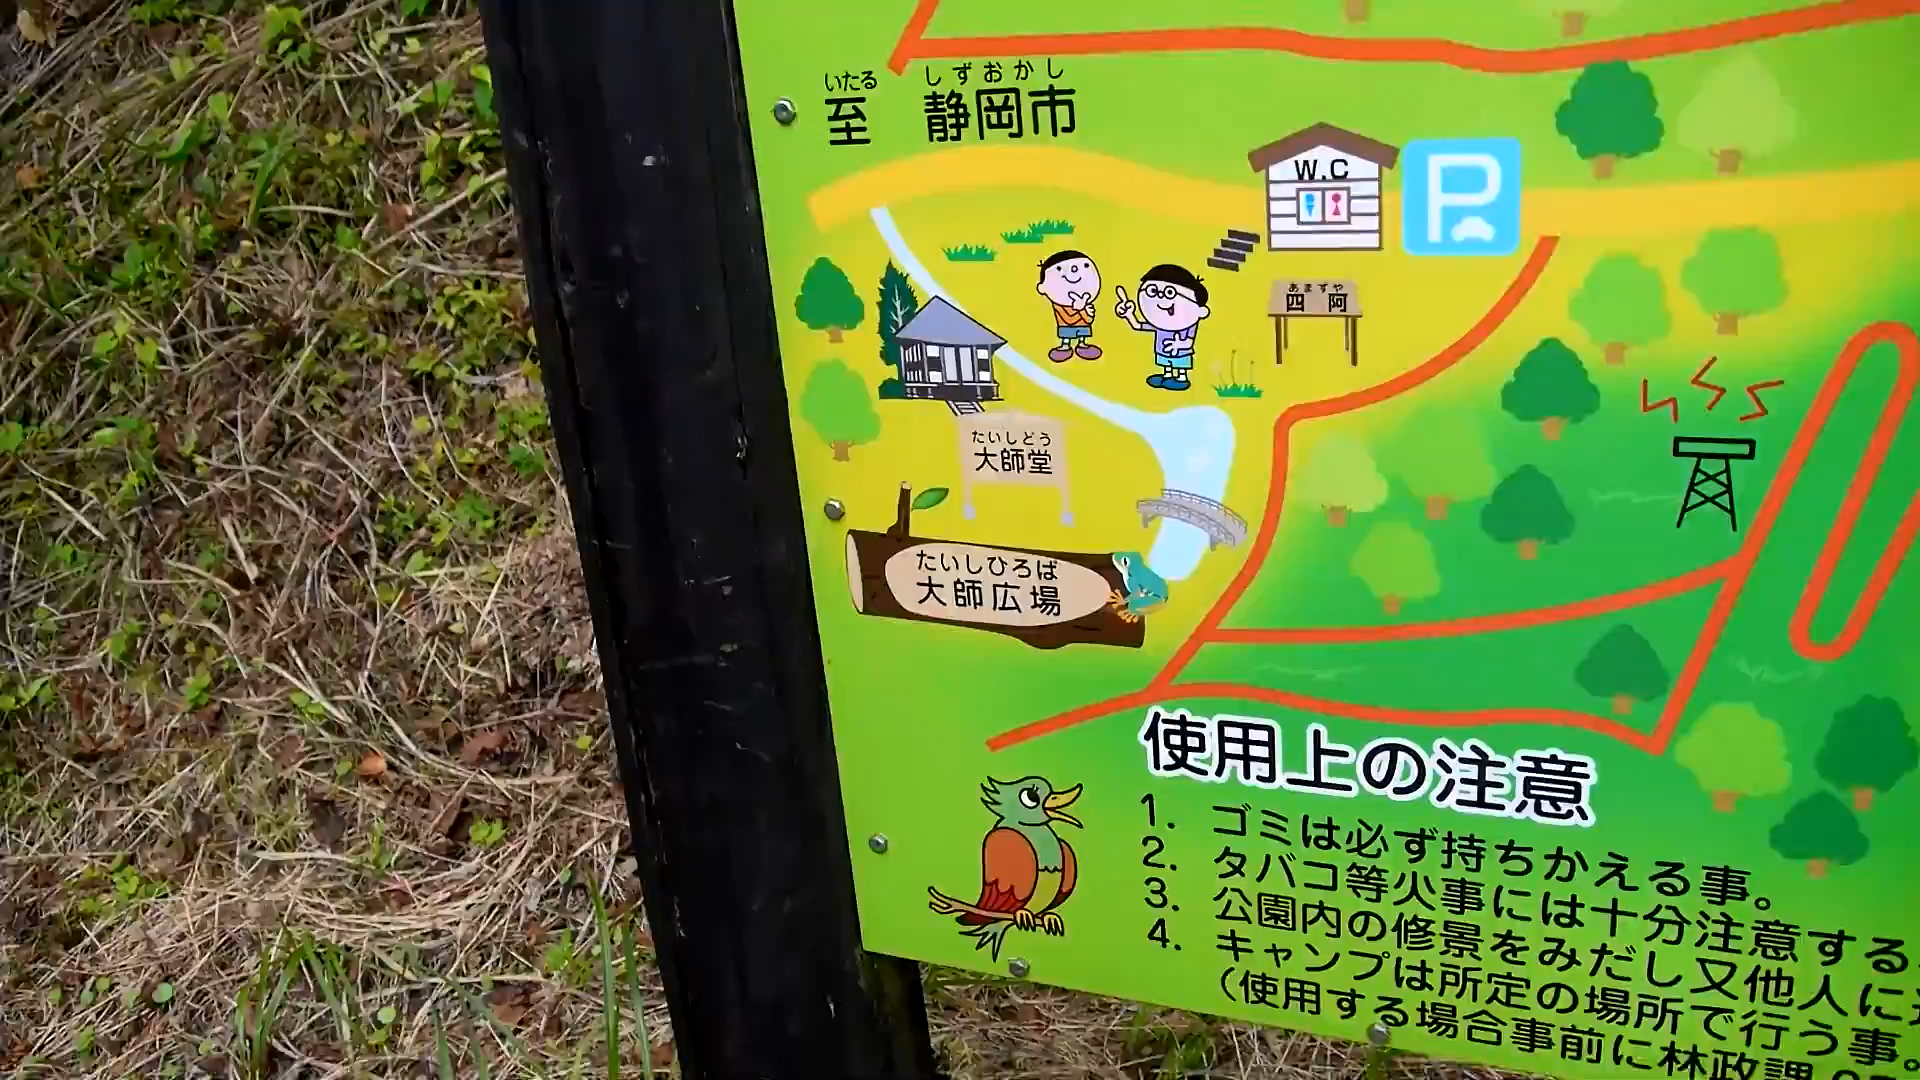 いたる しずおかし
至 静岡市
W.C
P
あまずや
四阿
たいしどう
大師堂
たいしひろば
大師広場
使用上の注意
1. ゴミは必ず持ちかえる事。
2. タバコ等火事には十分注意する
3. 公園内の修景をみだし又他人に
4. キャンプは所定の場所で行う事。
(使用する場合事前に林政課